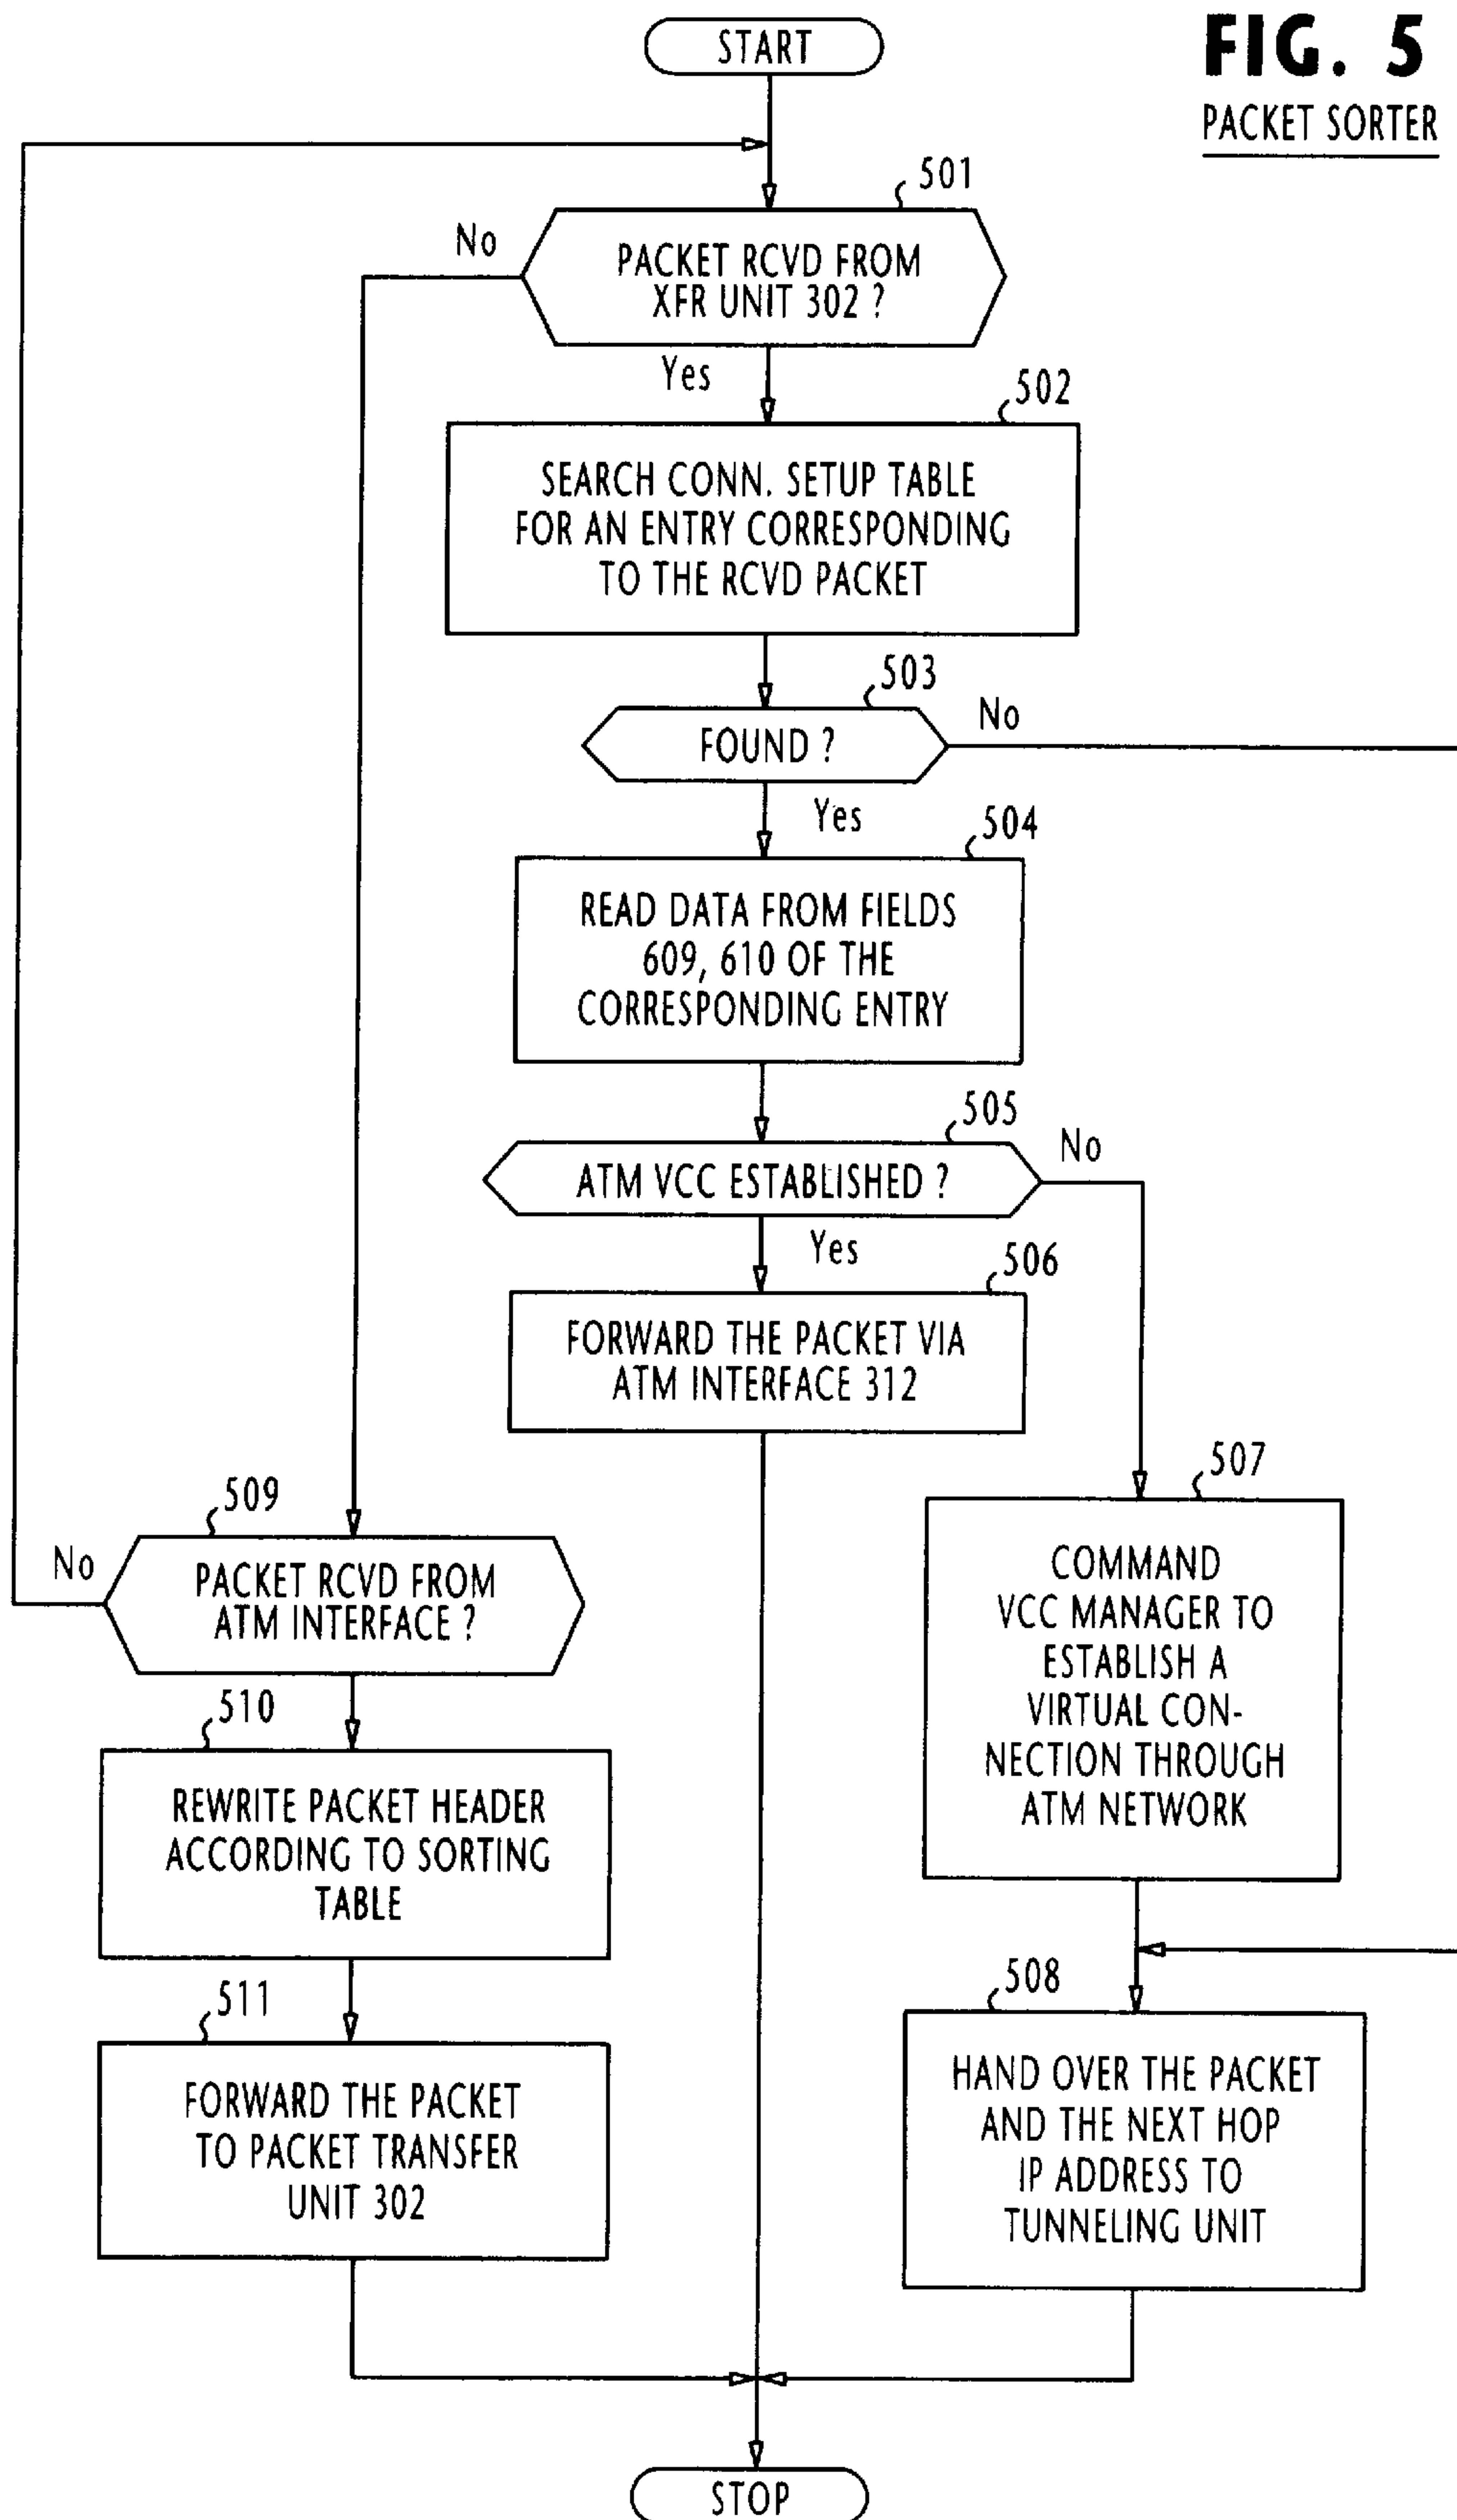 FIG. 5
PACKET SORTER
START
501
No
PACKET RCVD FROM
XFR UNIT 302 ?
Yes
502
SEARCH CONN. SETUP TABLE
FOR AN ENTRY CORRESPONDING
TO THE RCVD PACKET
503
FOUND ?
No
Yes
504
READ DATA FROM FIELDS
609, 610 OF THE
CORRESPONDING ENTRY
505
ATM VCC ESTABLISHED ?
No
Yes
506
FORWARD THE PACKET VIA
ATM INTERFACE 312
507
COMMAND
VCC MANAGER TO
ESTABLISH A
VIRTUAL CON-
NECTION THROUGH
ATM NETWORK
509
No
PACKET RCVD FROM
ATM INTERFACE ?
510
REWRITE PACKET HEADER
ACCORDING TO SORTING
TABLE
511
FORWARD THE PACKET
TO PACKET TRANSFER
UNIT 302
508
HAND OVER THE PACKET
AND THE NEXT HOP
IP ADDRESS TO
TUNNELING UNIT
STOP